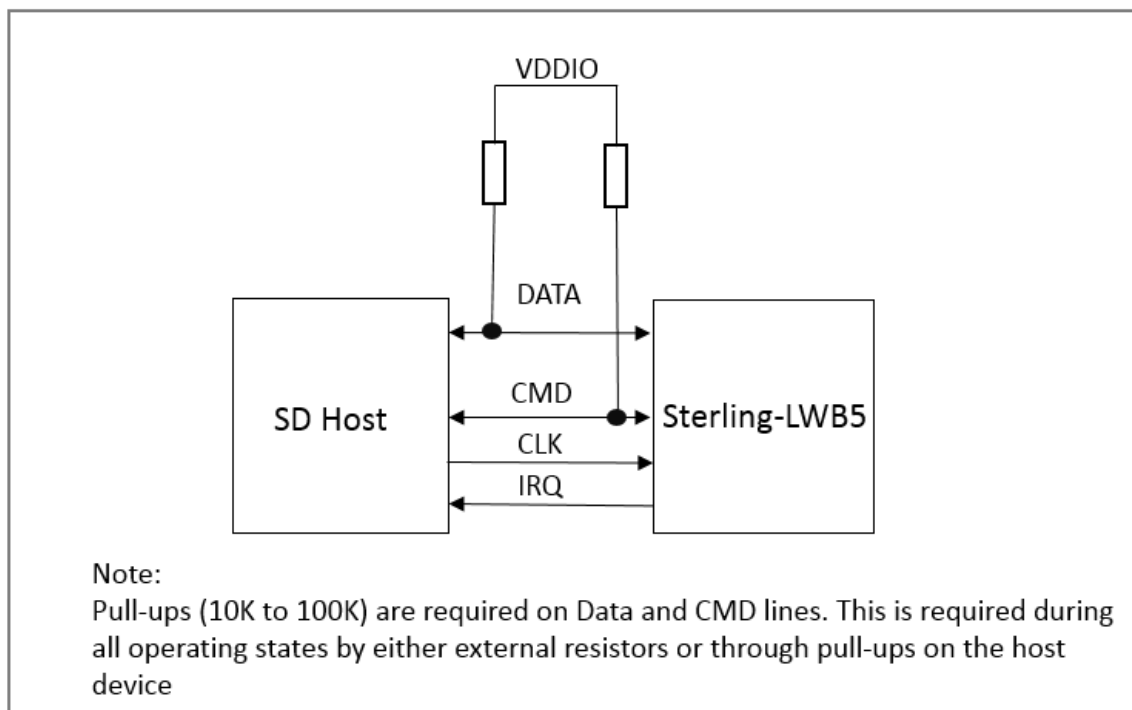 VDDIO
DATA
CMD
SD Host
Sterling-LWB5
CLK
IRQ
Note:
Pull-ups (10K to 100K) are required on Data and CMD lines. This is required during
all operating states by either external resistors or through pull-ups on the host
device